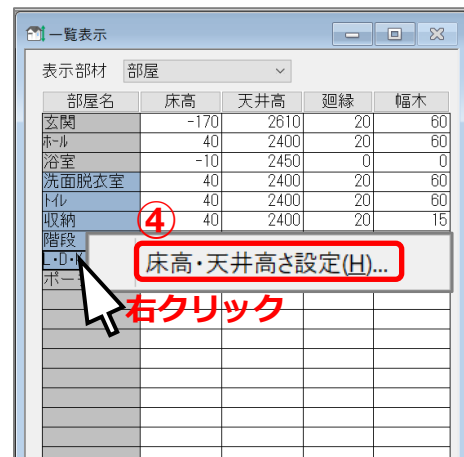 一覧表示
表示部材 部屋
部屋名 床高 天井高 廻縁 幅木
玄関 -170 2610 20 60
ホール 40 2400 20 60
浴室 -10 2450 0 0
洗面脱衣室 40 2400 20 60
トイレ 40 2400 20 60
収納 40 2400 20 15
④
階段
L・D・K
床高・天井高さ設定(H)...
ポー
右クリック